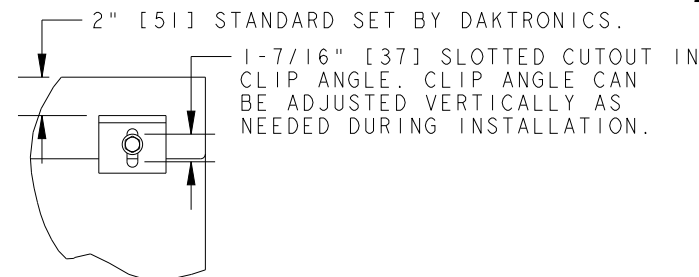 2" [51] STANDARD SET BY DAKTRONICS.
1-7/16" [37] SLOTTED CUTOUT IN
CLIP ANGLE. CLIP ANGLE CAN
BE ADJUSTED VERTICALLY AS
NEEDED DURING INSTALLATION.